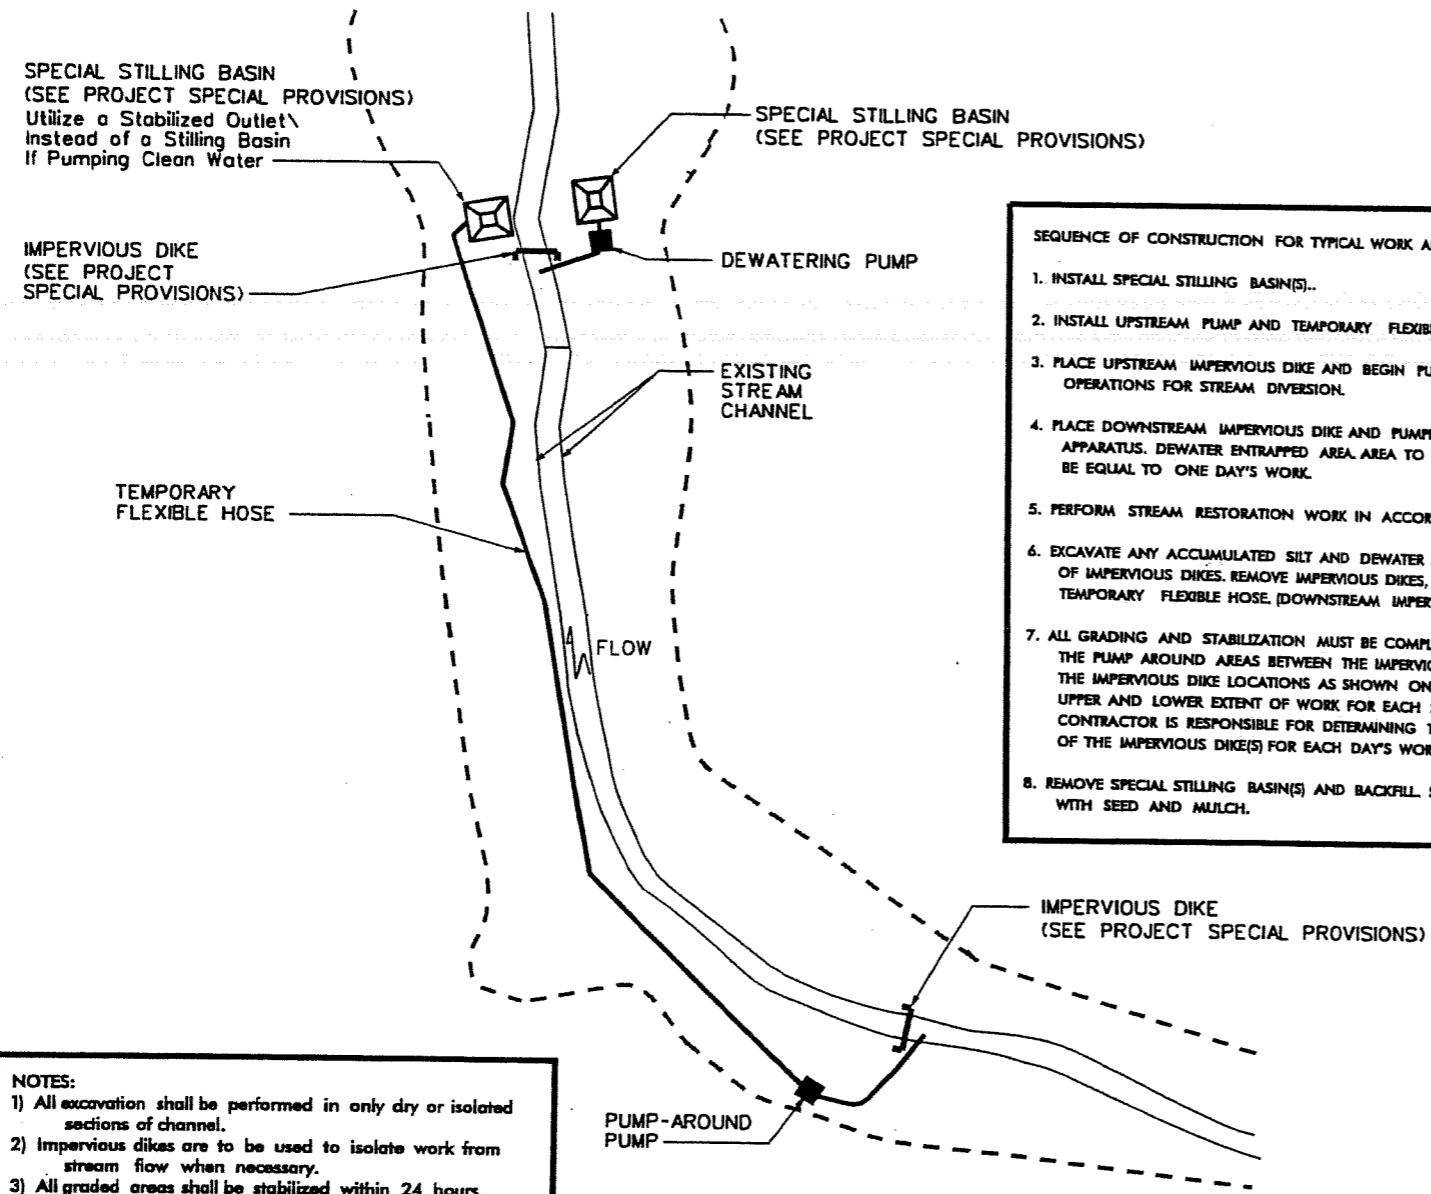 SPECIAL STILLING BASIN
(SEE PROJECT SPECIAL PROVISIONS)
Utilize a Stabilized Outlet\
Instead of a Stilling Basin
If Pumping Clean Water
SPECIAL STILLING BASIN
(SEE PROJECT SPECIAL PROVISIONS)
IMPERVIOUS DIKE
(SEE PROJECT
SPECIAL PROVISIONS)
DEWATERING PUMP
EXISTING
STREAM
CHANNEL
TEMPORARY
FLEXIBLE HOSE
FLOW
SEQUENCE OF CONSTRUCTION FOR TYPICAL WORK
1. INSTALL SPECIAL STILLING BASIN(S)..
2. INSTALL UPSTREAM PUMP AND TEMPORARY
3. PLACE UPSTREAM IMPERVIOUS DIKE AND BEGIN
OPERATIONS FOR STREAM DIVERSION.
4. PLACE DOWNSTREAM IMPERVIOUS DIKE AND
APPARATUS. DEWATER ENTRAPPED AREA. AREA TO
BE EQUAL TO ONE DAY'S WORK.
5. PERFORM STREAM RESTORATION WORK IN
6. EXCAVATE ANY ACCUMULATED SILT AND DEWATER
OF IMPERVIOUS DIKES. REMOVE IMPERVIOUS DIKES,
TEMPORARY FLEXIBLE HOSE. (DOWNSTREAM
7. ALL GRADING AND STABILIZATION MUST BE
THE PUMP AROUND AREAS BETWEEN THE
THE IMPERVIOUS DIKE LOCATIONS AS SHOWN ON
UPPER AND LOWER EXTENT OF WORK FOR EACH
CONTRACTOR IS RESPONSIBLE FOR DETERMINING
OF THE IMPERVIOUS DIKE(S) FOR EACH DAY'S
8. REMOVE SPECIAL STILLING BASIN(S) AND BACKFILL.
WITH SEED AND MULCH.
IMPERVIOUS DIKE
(SEE PROJECT SPECIAL PROVISIONS)
PUMP-AROUND
PUMP
NOTES:
1) All excavation shall be performed in only dry or isolated
sections of channel.
2) Impervious dikes are to be used to isolate work from
stream flow when necessary.
3) All graded areas shall be stabilized within 24 hours